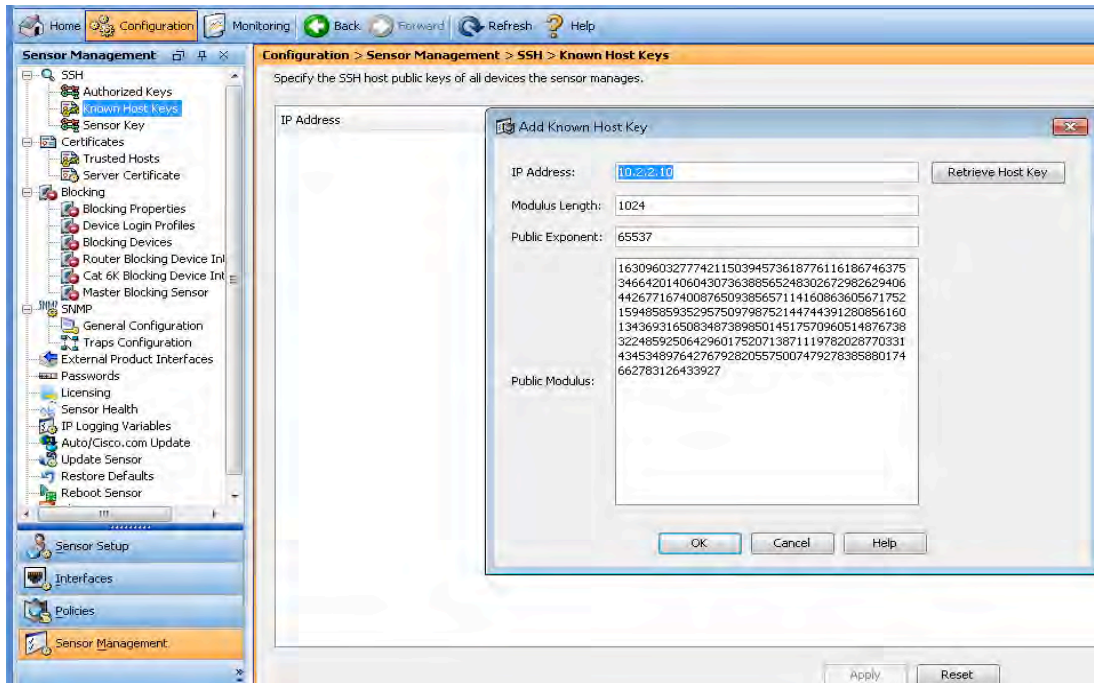 Home Configuration Monitoring Back Forward Refresh Help
Sensor Management
SSH
Authorized Keys
Known Host Keys
Sensor Key
Certificates
Trusted Hosts
Server Certificate
Blocking
Blocking Properties
Device Login Profiles
Blocking Devices
Router Blocking Device Int
Cat 6K Blocking Device Int
Master Blocking Sensor
SNMP
General Configuration
Traps Configuration
External Product Interfaces
Passwords
Licensing
Sensor Health
IP Logging Variables
Auto/Cisco.com Update
Update Sensor
Restore Defaults
Reboot Sensor
Sensor Setup
Interfaces
Policies
Sensor Management
Configuration > Sensor Management > SSH > Known Host Keys
Specify the SSH host public keys of all devices the sensor manages.
IP Address
Add Known Host Key
IP Address: 10.2.2.10 Retrieve Host Key
Modulus Length: 1024
Public Exponent: 65537
Public Modulus:
163096032777421150394573618776116186746375
346642014060430736388565248302672982629406
442677167400876509385657114160863605671752
159485859352957509798752144744391280856160
134369316508348738985014517570960514876738
322485925064296017520713871119782028770331
434534897642767928205575007479278385880174
662783126433927
OK Cancel Help
Apply Reset